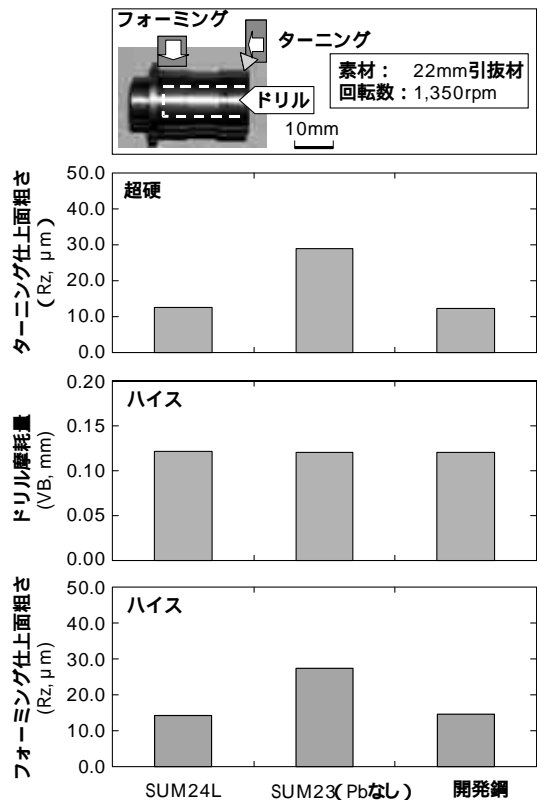 フォーミング
ターニング
素材： 22mm引抜材
回転数：1,350rpm
ドリル
10mm
ターニング仕上面粗さ
(Rz, μm)
50.0
40.0
30.0
20.0
10.0
0.0
超硬
ドリル摩耗量
(VB, mm)
0.20
0.15
0.10
0.05
0.00
ハイス
フォーミング仕上面粗さ
(Rz, μm)
50.0
40.0
30.0
20.0
10.0
0.0
ハイス
SUM24L
SUM23(Pbなし)
開発鋼